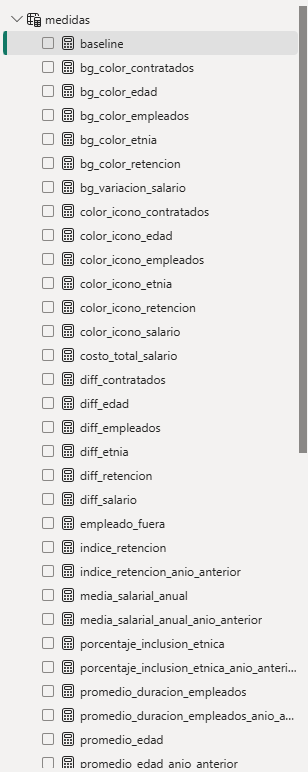 medidas
baseline
bg_color_contratados
bg_color_edad
bg_color_empleados
bg_color_etnia
bg_color_retencion
bg_variacion_salario
color_icono_contratados
color_icono_edad
color_icono_empleados
color_icono_etnia
color_icono_retencion
color_icono_salario
costo_total_salario
diff_contratados
diff_edad
diff_empleados
diff_etnia
diff_retencion
diff_salario
empleado_fuera
indice_retencion
indice_retencion_anio_anterior
media_salarial_anual
media_salarial_anual_anio_anterior
porcentaje_inclusion_etnica
porcentaje_inclusion_etnica_anio_anteri...
promedio_duracion_empleados
promedio_duracion_empleados_anio_a...
promedio_edad
promedio_edad_anio_anterior